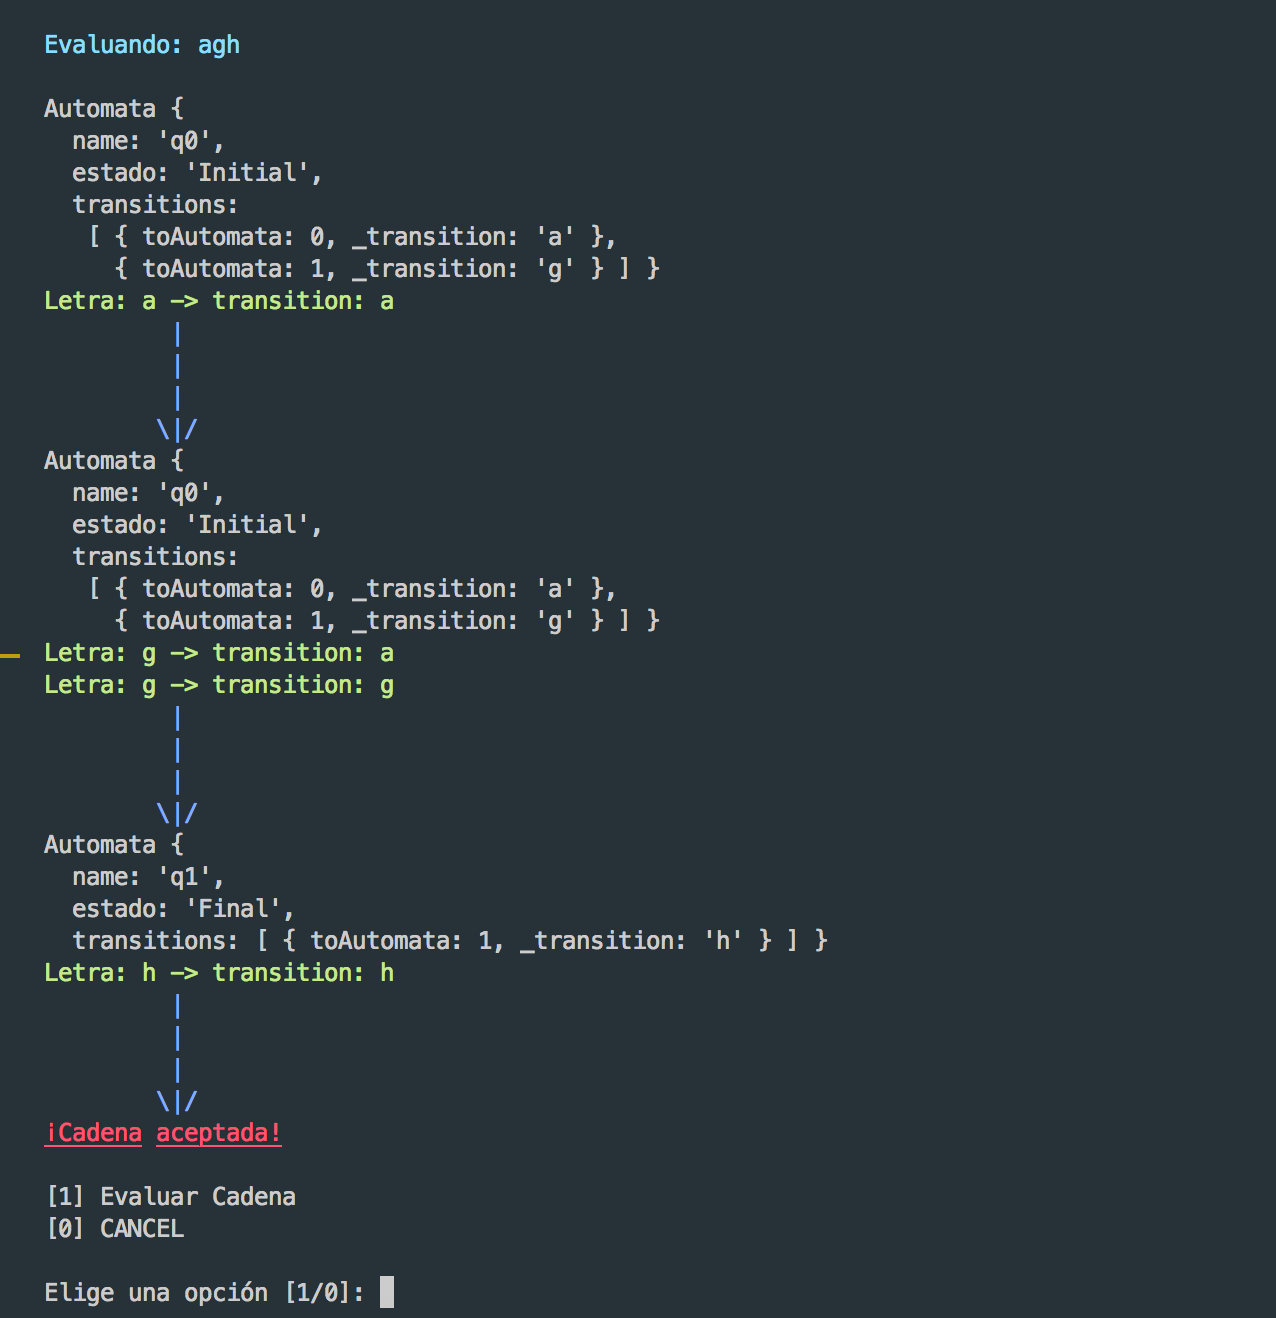 Evaluando: agh
Automata {
  name: 'q0',
  estado: 'Initial',
  transitions:
   [ { toAutomata: 0, _transition: 'a' },
     { toAutomata: 1, _transition: 'g' } ] }
Letra: a —> transition: a
|
|
|
\|/
Automata {
  name: 'q0',
  estado: 'Initial',
  transitions:
   [ { toAutomata: 0, _transition: 'a' },
     { toAutomata: 1, _transition: 'g' } ] }
Letra: g —> transition: a
Letra: g —> transition: g
|
|
|
\|/
Automata {
  name: 'q1',
  estado: 'Final',
  transitions: [ { toAutomata: 1, _transition: 'h' } ] }
Letra: h —> transition: h
|
|
|
\|/
¡Cadena aceptada!
[1] Evaluar Cadena
[0] CANCEL
Elige una opción [1/0]: